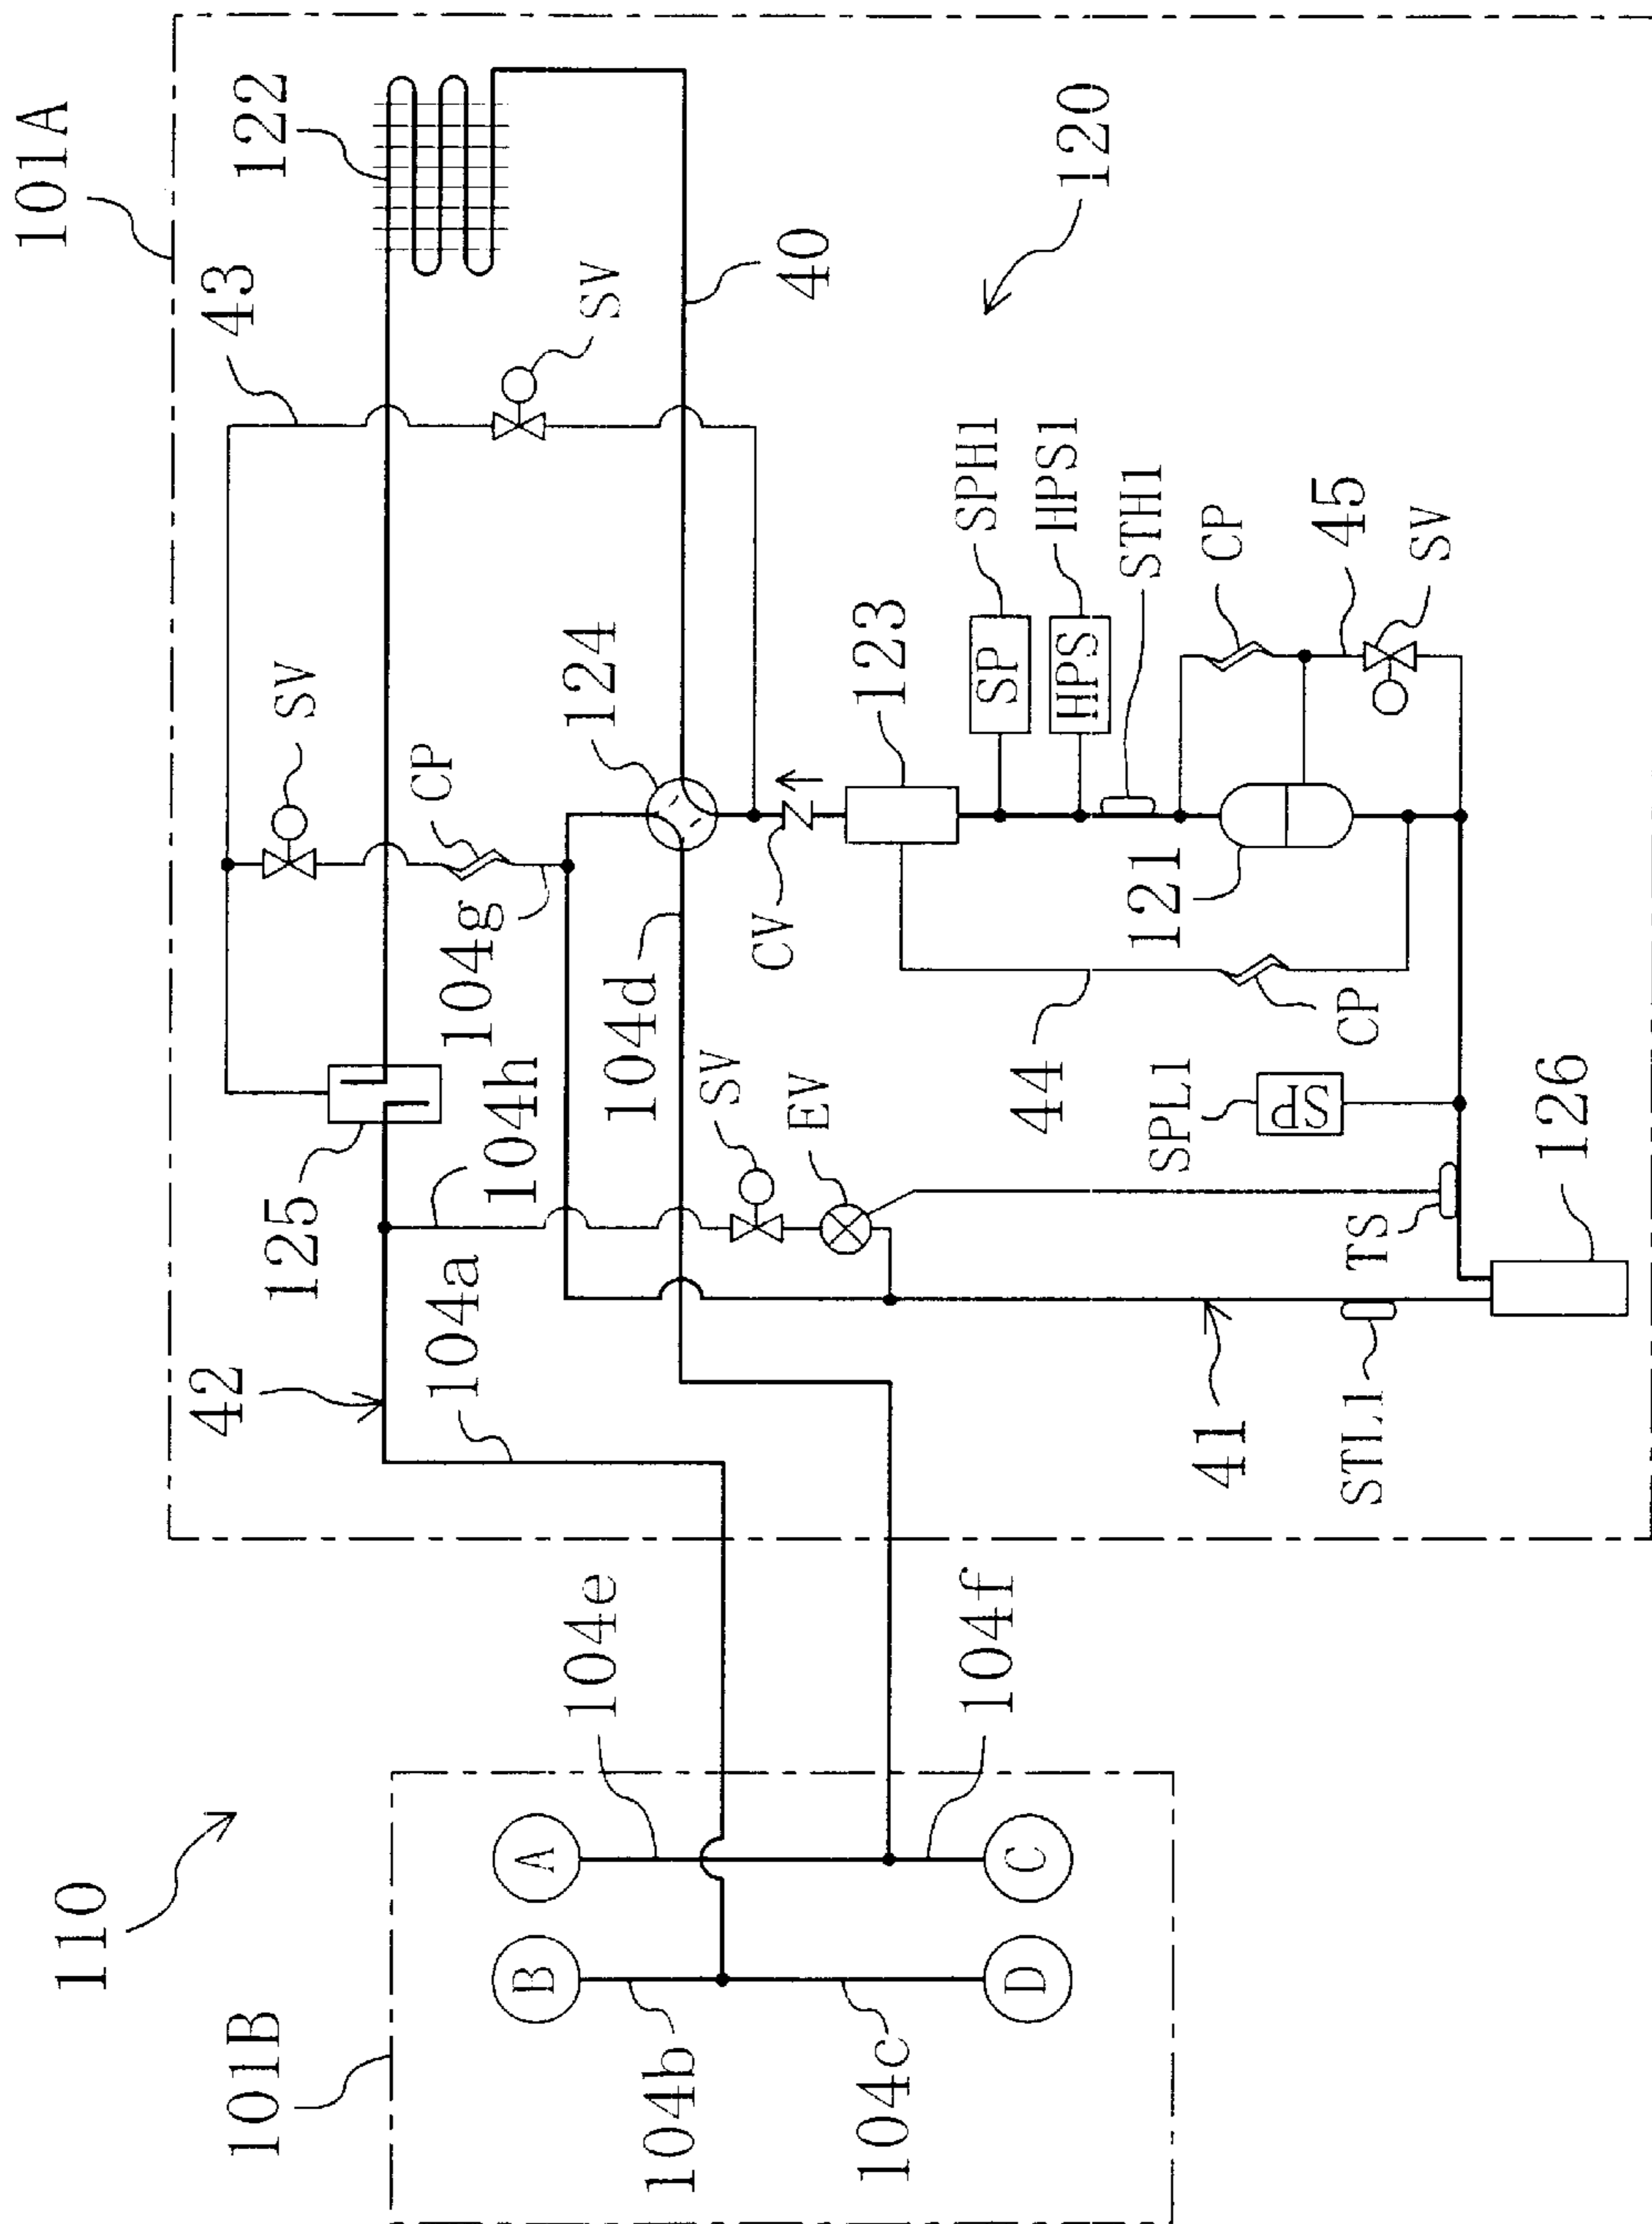 110
101B
101A
B
A
D
C
104b
104c
104e
104f
42
104a
125
104h
104g
104d
CP
SV
43
122
SV
40
124
120
SV
EV
CV
123
SP
SPH1
HPS
HPS1
STH1
44
CP
121
CP
45
SV
SPL1
SP
TS
126
41
STL1